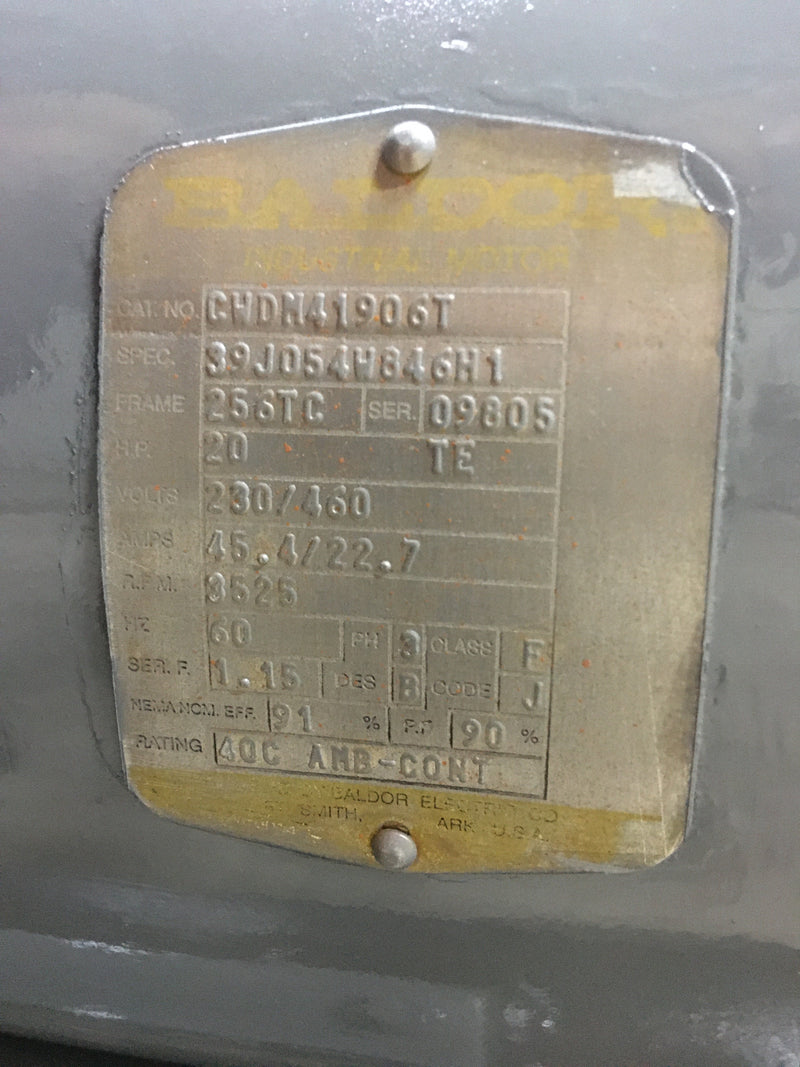 BALDOR
INDUSTRIAL MOTOR
CAT. NO. CWDM41906T
SPEC. 39J054W846H1
FRAME 256TC SER. 09805
H.P. 20 TE
VOLTS 230/460
AMPS 45.4/22.7
R.P.M. 3525
HZ 60 PH 3 CLASS F
SER. F. 1.15 DES B CODE J
NEMA NOM. EFF. 91 % P.F. 90 %
RATING 40C AMB-CONT
BALDOR ELECTRIC CO
FT. SMITH, ARK U.S.A.